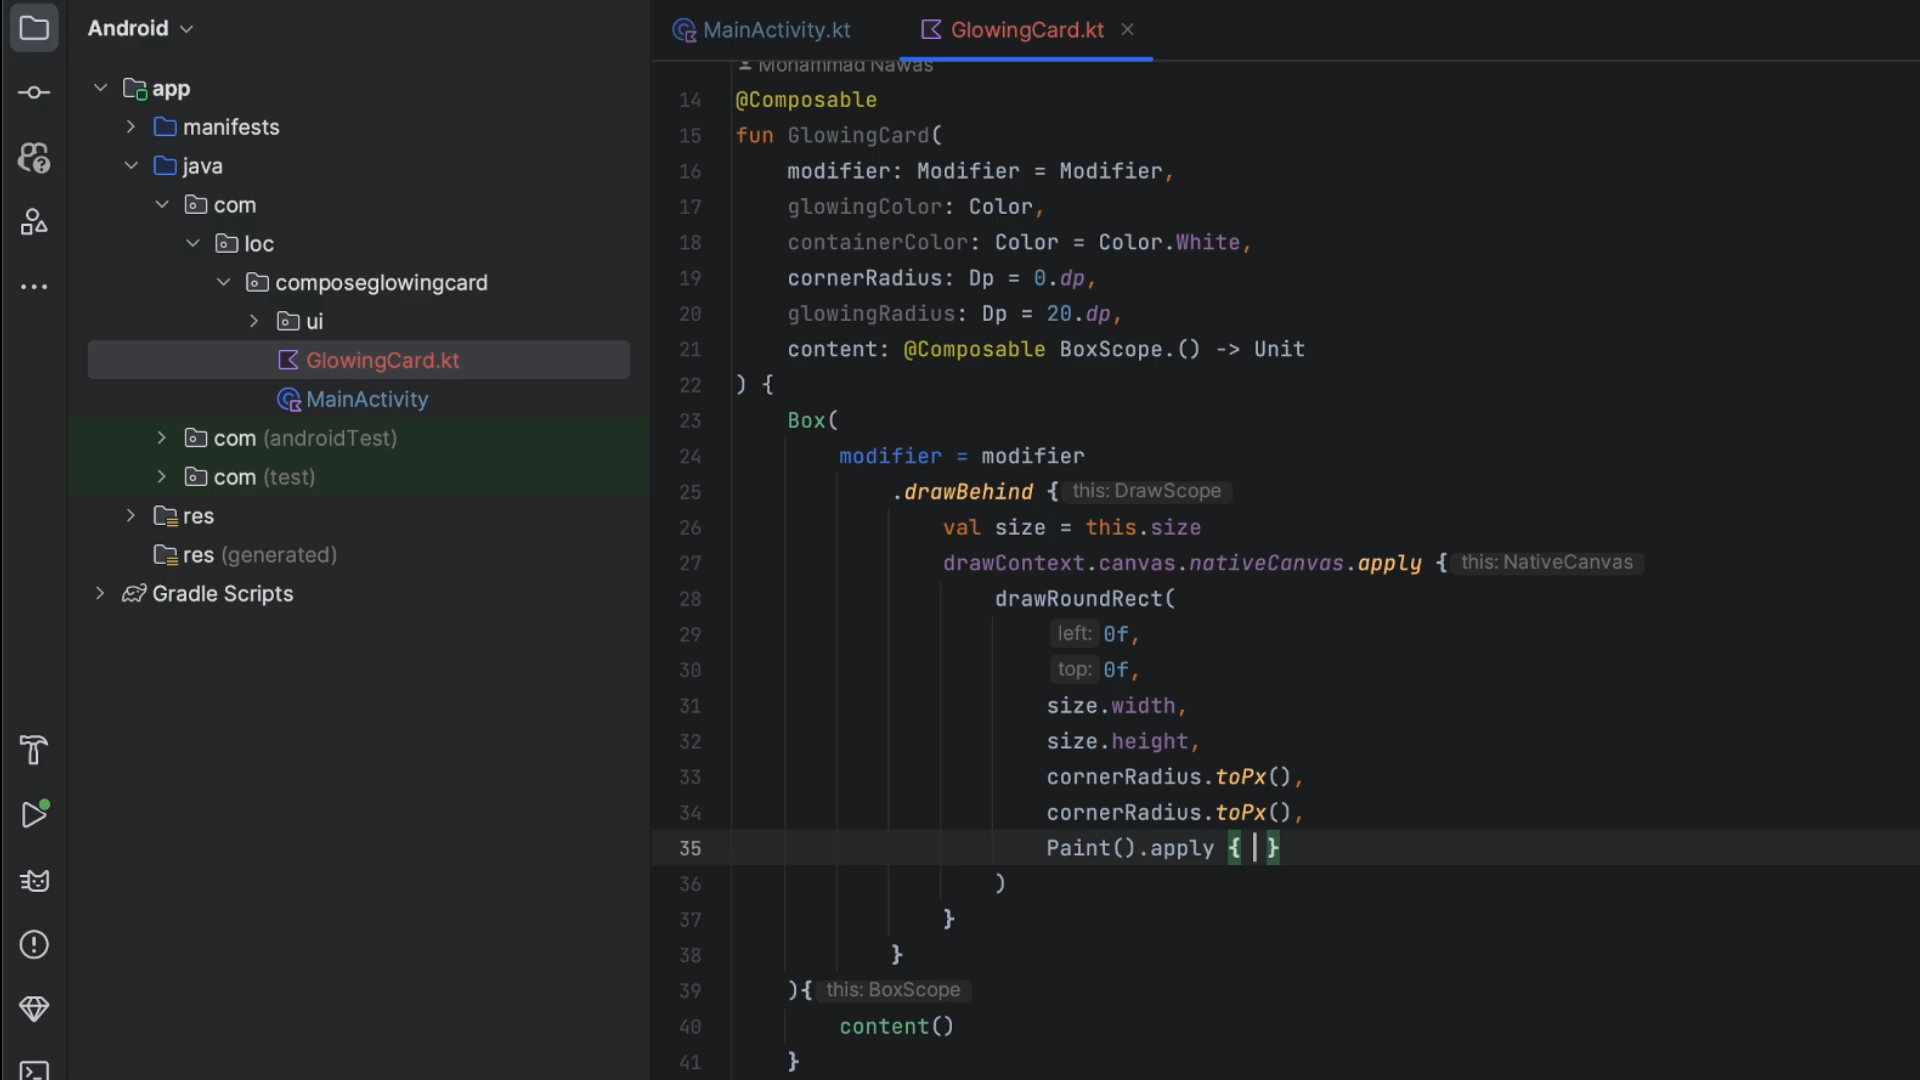 Android
app
manifests
java
com
loc
composeglowingcard
ui
GlowingCard.kt
MainActivity
com (androidTest)
com (test)
res
res (generated)
Gradle Scripts
MainActivity.kt
GlowingCard.kt
Mohammad Nawas
14 @Composable
15 fun GlowingCard(
16 modifier: Modifier = Modifier,
17 glowingColor: Color,
18 containerColor: Color = Color.White,
19 cornerRadius: Dp = 0.dp,
20 glowingRadius: Dp = 20.dp,
21 content: @Composable BoxScope.() -> Unit
22 ) {
23 Box(
24 modifier = modifier
25 .drawBehind { this: DrawScope
26 val size = this.size
27 drawContext.canvas.nativeCanvas.apply { this: NativeCanvas
28 drawRoundRect(
29 left: 0f,
30 top: 0f,
31 size.width,
32 size.height,
33 cornerRadius.toPx(),
34 cornerRadius.toPx(),
35 Paint().apply { }
36 )
37 }
38 }
39 ){ this: BoxScope
40 content()
41 }